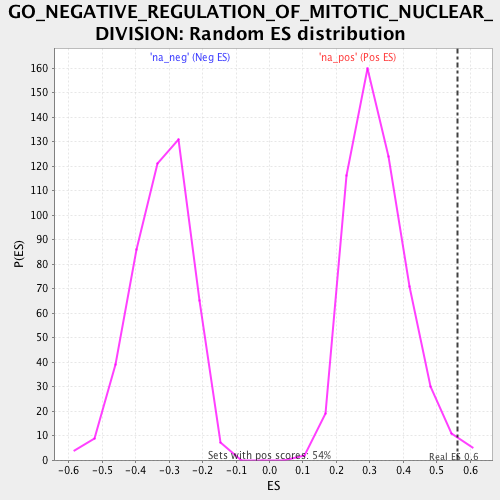 GO_NEGATIVE_REGULATION_OF_MITOTIC_NUCLEAR_
DIVISION: Random ES distribution
'na_neg' (Neg ES) 'na_pos' (Pos ES)
160
150
140
130
120
110
100
90
80
70
60
50
40
30
20
10
0
P(ES)
Sets with pos scores: 54%
Real ES 0.6
-0.6 -0.5 -0.4 -0.3 -0.2 -0.1 0.0 0.1 0.2 0.3 0.4 0.5 0.6
ES